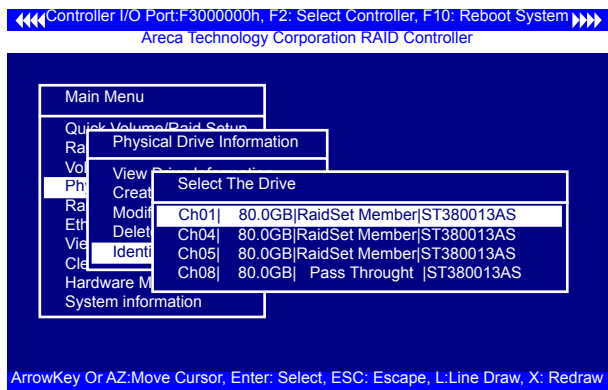 Controller I/O Port:F3000000h, F2: Select Controller, F10: Reboot System
Areca Technology Corporation RAID Controller
Main Menu
Quick Volume/Raid Setup
Ra
Vol
Ph
Ra
Eth
Vie
Cle
Hardware M
System information
Physical Drive Information
View Drive Information
Creat
Modif
Delet
Identi
Select The Drive
Ch01| 80.0GB|RaidSet Member|ST380013AS
Ch04| 80.0GB|RaidSet Member|ST380013AS
Ch05| 80.0GB|RaidSet Member|ST380013AS
Ch08| 80.0GB| Pass Throught |ST380013AS
ArrowKey Or AZ:Move Cursor, Enter: Select, ESC: Escape, L:Line Draw, X: Redraw